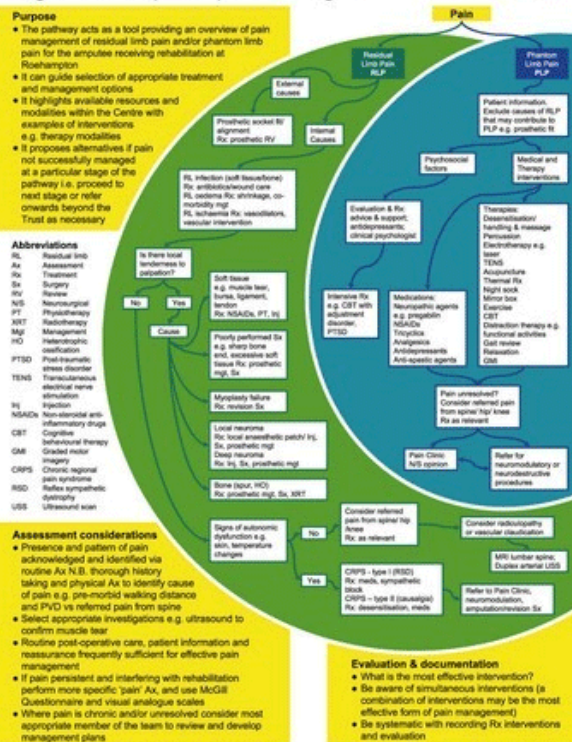 Purpose
• The pathway acts as a tool providing an overview of pain
management of residual limb pain and/or phantom limb
pain for the amputee receiving rehabilitation at
Roehampton
• It can guide selection of appropriate treatment
and management options
• It highlights available resources and
modalities within the Centre with
examples of interventions
e.g. therapy modalities
• It proposes alternatives if pain
not successfully managed
at a particular stage of the
pathway i.e. proceed to
next stage or refer
onwards beyond the
Trust as necessary
Abbreviations
RL Residual limb
Ax Assessment
Rx Treatment
Sx Surgery
RV Review
N/S Neurosurgical
PT Physiotherapy
XRT Radiotherapy
Mgt Management
HO Heterotrophic
ossification
PTSD Post-traumatic
stress disorder
TENS Transcutaneous
electrical nerve
stimulation
Inj Injection
NSAIDs Non-steroidal anti-
inflammatory drugs
CBT Cognitive
behavioural therapy
GMI Graded motor
imagery
CRPS Chronic regional
pain syndrome
RSD Reflex sympathetic
dystrophy
USS Ultrasound scan
Assessment considerations
• Presence and pattern of pain
acknowledged and identified via
routine Ax N.B. thorough history
taking and physical Ax to identify cause
of pain e.g. pre-morbid walking distance
and PVD vs referred pain from spine
• Select appropriate investigations e.g. ultrasound to
confirm muscle tear
• Routine post-operative care, patient information and
reassurance frequently sufficient for effective pain
management
• If pain persistent and interfering with rehabilitation
perform more specific 'pain' Ax, and use McGill
Questionnaire and visual analogue scales
• Where pain is chronic and/or unresolved consider most
appropriate member of the team to review and develop
management plans
Pain
Residual
Limb Pain
RLP
External
causes
Prosthetic socket fit/
alignment
Rx: prosthetic RV
Internal
Causes
RL infection (soft tissue/bone)
Rx: antibiotics/wound care
RL oedema Rx: shrinkage, co-
morbidity mgt
RL ischaemia Rx: vasodilators,
vascular intervention
Is there local
tenderness to
palpation?
No
Yes
Cause
Soft tissue
e.g. muscle tear,
bursa, ligament,
tendon
Rx: NSAIDs, PT, Inj
Poorly performed Sx
e.g. sharp bone
end, excessive soft
tissue Rx: prosthetic
mgt, Sx
Myoplasty failure
Rx: revision Sx
Local neuroma
Rx: local anaesthetic patch/ Inj,
Sx, prosthetic mgt
Deep neuroma
Rx: Inj, Sx, prosthetic mgt
Bone (spur, HO)
Rx: prosthetic mgt, Sx, XRT
Signs of autonomic
dysfunction e.g.
skin, temperature
changes
No
Consider referred
pain from spine/ hip
/knee
Rx: as relevant
Consider radiculopathy
or vascular claudication
MRI lumbar spine;
Duplex arterial USS
Yes
CRPS - type I (RSD)
Rx: meds, sympathetic
block
CRPS – type II (causalgia)
Rx: desensitisation, meds
Refer to Pain Clinic,
neuromodulation,
amputation/revision Sx
Phantom
Limb Pain
PLP
Patient information.
Exclude causes of RLP
that may contribute to
PLP e.g. prosthetic fit
Psychosocial
factors
Medical and
Therapy
interventions
Evaluation & Rx:
advice & support;
antidepressants;
clinical psychologist
Intensive Rx
e.g. CBT with
adjustment
disorder,
PTSD
Medications:
Neuropathic agents
e.g. pregabilin
NSAIDs
Tricyclics
Analgesics
Antidepressants
Anti-spastic agents
Therapies:
Desensitisation/
handling & massage
Percussion
Electrotherapy e.g.
laser
TENS
Acupuncture
Thermal Rx
Night sock
Mirror box
Exercise
CBT
Distraction therapy e.g.
functional activities
Gait review
Relaxation
GMI
Pain unresolved?
Consider referred pain
from spine/ hip/ knee
Rx as relevant
Pain Clinic
N/S opinion
Refer for
neuromodulatory or
neurodestructive
procedures
Evaluation & documentation
• What is the most effective intervention?
• Be aware of simultaneous interventions (a
combination of interventions may be the most
effective form of pain management)
• Be systematic with recording Rx interventions
and evaluation